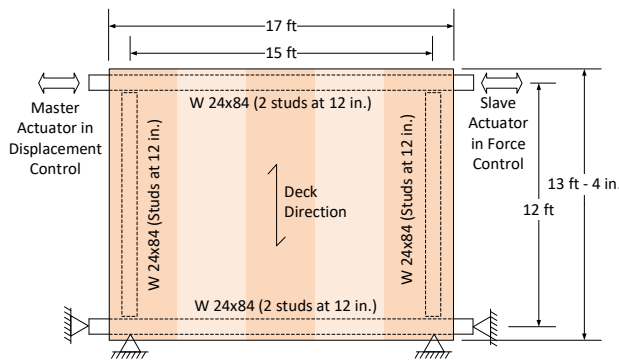 17 ft
15 ft
Master
Actuator in
Displacement
Control
W 24x84 (2 studs at 12 in.)
Slave
Actuator
in Force
Control
W 24x84 (Studs at 12 in.)
Deck
Direction
W 24x84 (Studs at 12 in.)
12 ft
13 ft - 4 in.
W 24x84 (2 studs at 12 in.)